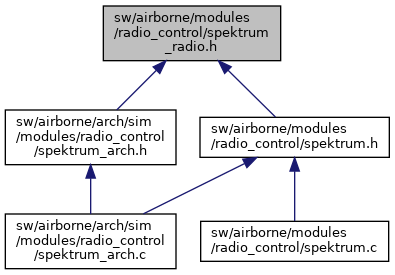 sw/airborne/modules
/radio_control/spektrum
_radio.h
sw/airborne/arch/sim
/modules/radio_control
/spektrum_arch.h
sw/airborne/modules
/radio_control/spektrum.h
sw/airborne/arch/sim
/modules/radio_control
/spektrum_arch.c
sw/airborne/modules
/radio_control/spektrum.c